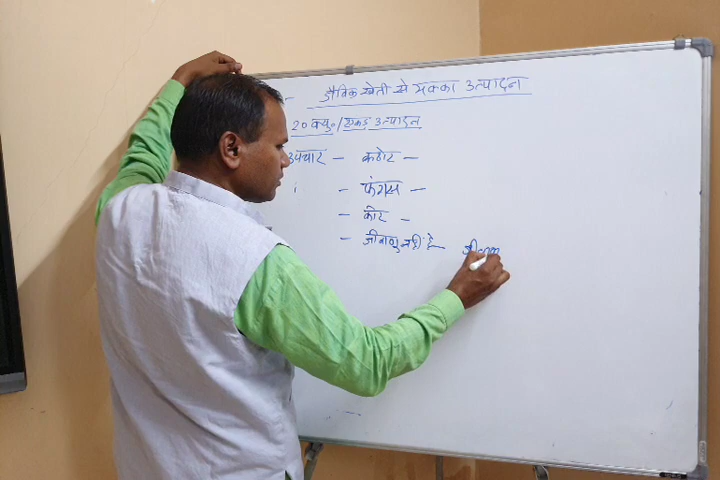 जैविक खेती से मक्का उत्पादन
20 क्यु०/एकड़ उत्पादन
उपचार - कठोर -
- फंगस -
- कीट -
- जीवाणु नहीं है -